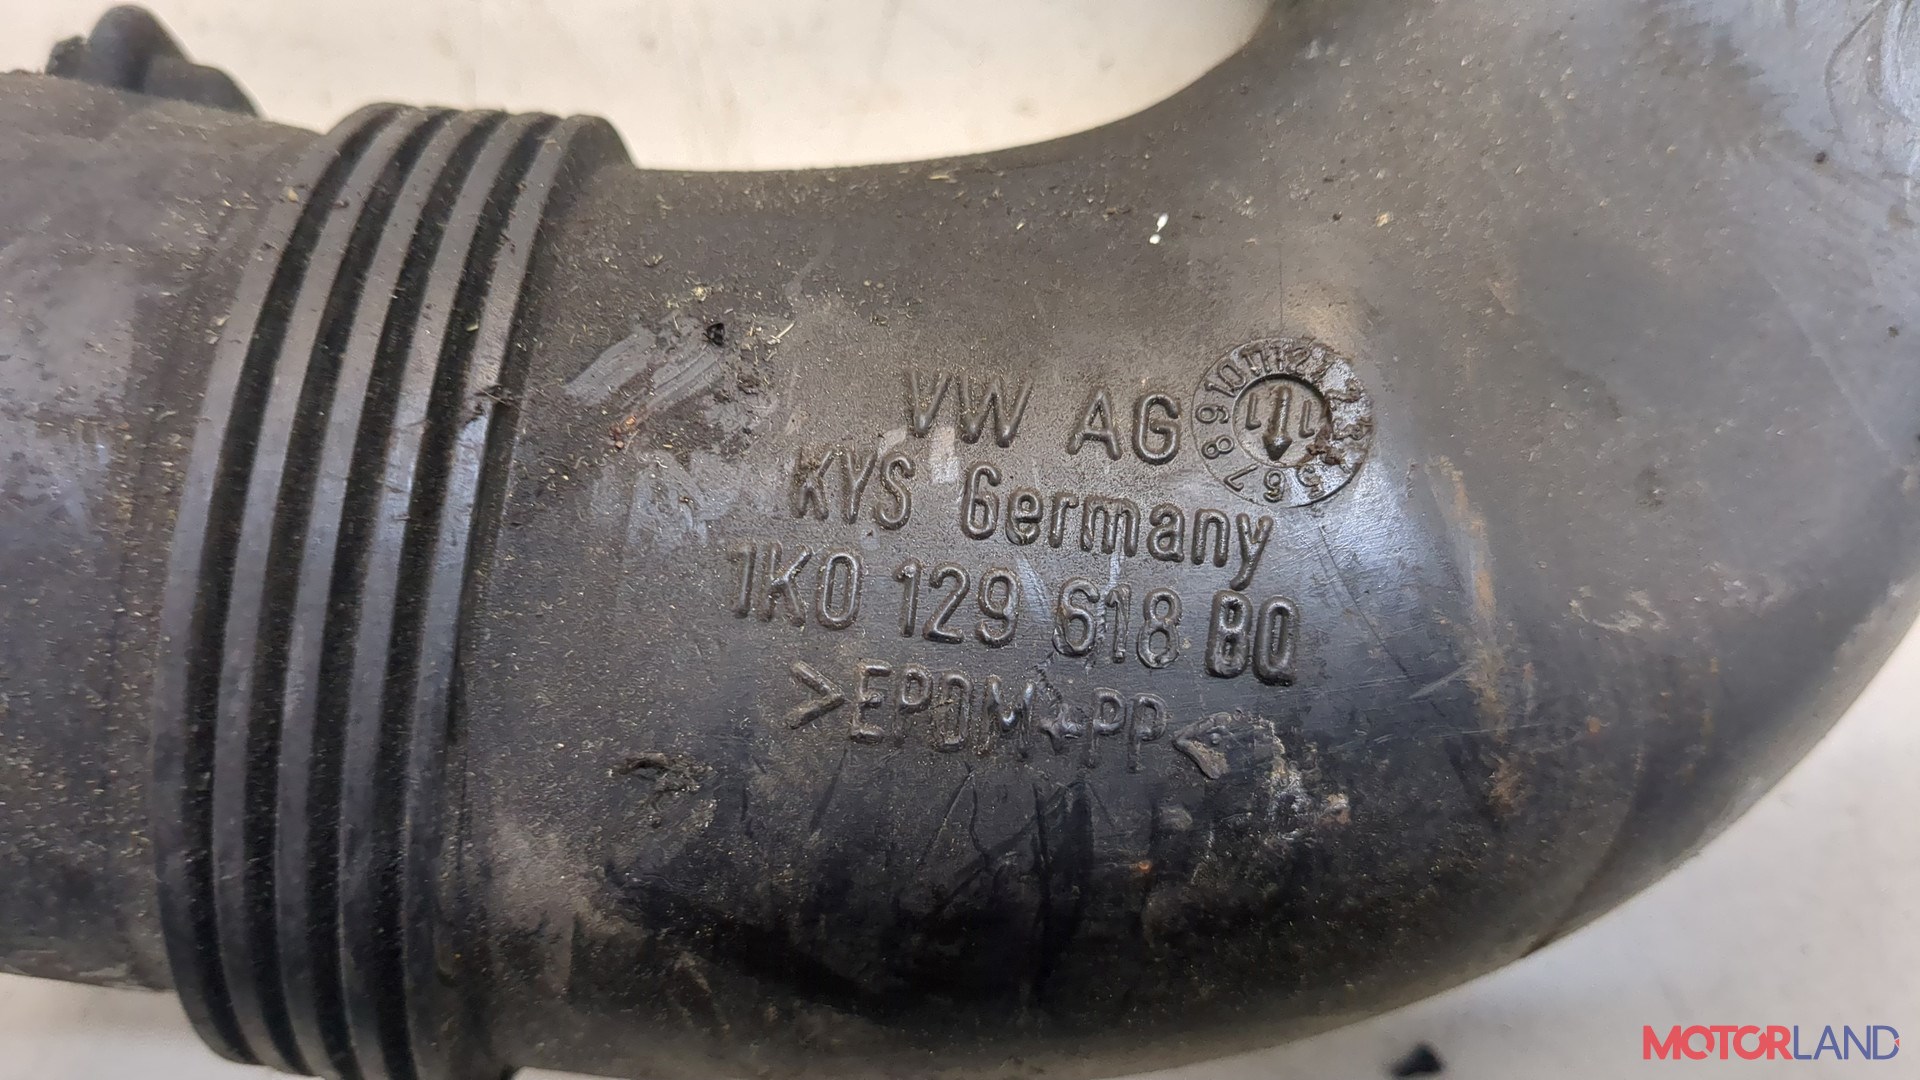 VW AG
KYS Germany
1K0 129 618 BQ
>EPDM+PP<
MOTORLAND